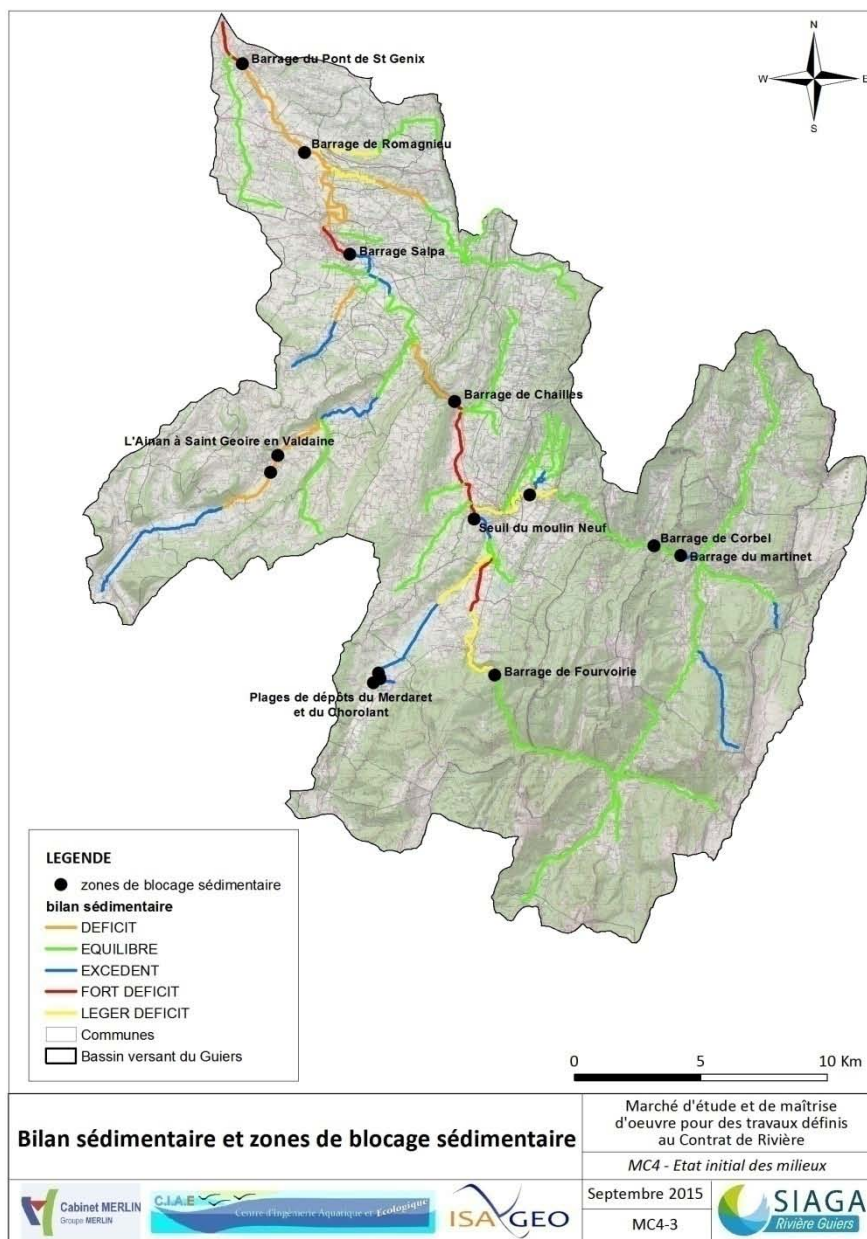 N
W
E
S
Barrage du Pont de St Genix
Barrage de Romagnieu
Barrage Salpa
Barrage de Chailles
L'Ainan à Saint Geoire en Valdaine
Seuil du moulin Neuf
Barrage de Corbel
Barrage du martinet
Barrage de Fourvoirie
Plages de dépôts du Merdaret
et du Chorolant
LEGENDE
zones de blocage sédimentaire
bilan sédimentaire
DEFICIT
EQUILIBRE
EXCEDENT
FORT DEFICIT
LEGER DEFICIT
Communes
Bassin versant du Guiers
0 5 10 Km
Bilan sédimentaire et zones de blocage sédimentaire
Marché d'étude et de maîtrise
d'oeuvre pour des travaux définis
au Contrat de Rivière
MC4 - Etat initial des milieux
Septembre 2015
MC4-3
Cabinet MERLIN
Groupe MERLIN
C.I.A.E
Centre d'Ingénierie Aquatique et Écologique
ISA GEO
SIAGA
Rivière Guiers